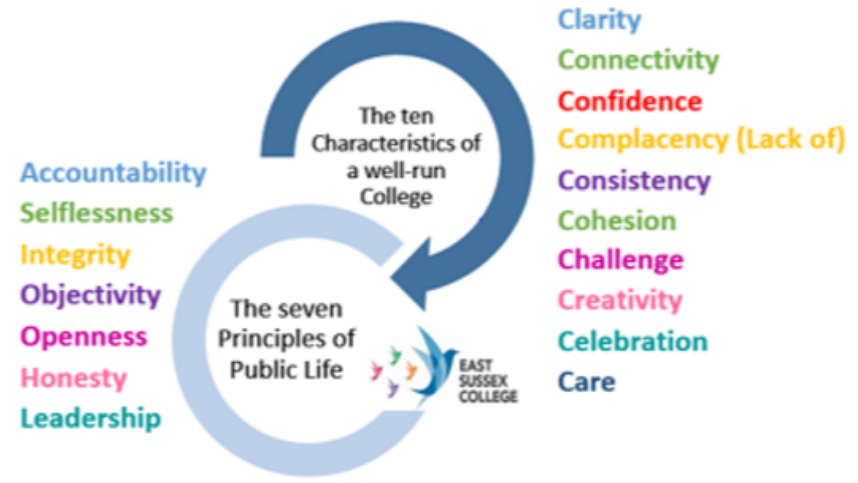 Clarity
Connectivity
Confidence
Complacency (Lack of)
Consistency
Cohesion
Challenge
Creativity
Celebration
Care
The ten
Characteristics of
a well-run
College
Accountability
Selflessness
Integrity
Objectivity
Openness
Honesty
Leadership
The seven
Principles of
Public Life
EAST
SUSSEX
COLLEGE